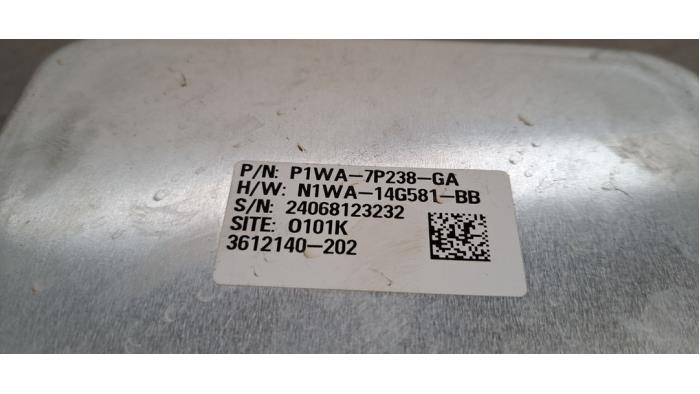 P/N: P1WA-7P238-GA
H/W: N1WA-14G581-BB
S/N: 24068123232
SITE: O101K
3612140-202